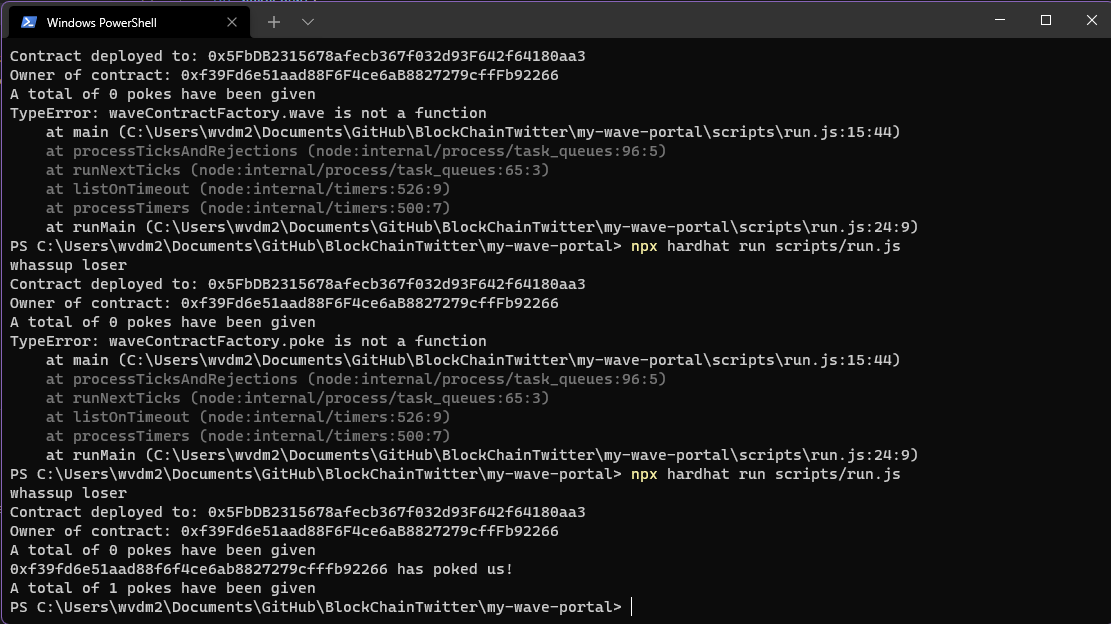 Windows PowerShell
Contract deployed to: 0x5FbDB2315678afecb367f032d93F642f64180aa3
Owner of contract: 0xf39Fd6e51aad88F6F4ce6aB8827279cffFb92266
A total of 0 pokes have been given
TypeError: waveContractFactory.wave is not a function
    at main (C:\Users\wvdm2\Documents\GitHub\BlockChainTwitter\my-wave-portal\scripts\run.js:15:44)
    at processTicksAndRejections (node:internal/process/task_queues:96:5)
    at runNextTicks (node:internal/process/task_queues:65:3)
    at listOnTimeout (node:internal/timers:526:9)
    at processTimers (node:internal/timers:500:7)
    at runMain (C:\Users\wvdm2\Documents\GitHub\BlockChainTwitter\my-wave-portal\scripts\run.js:24:9)
PS C:\Users\wvdm2\Documents\GitHub\BlockChainTwitter\my-wave-portal> npx hardhat run scripts/run.js
whassup loser
Contract deployed to: 0x5FbDB2315678afecb367f032d93F642f64180aa3
Owner of contract: 0xf39Fd6e51aad88F6F4ce6aB8827279cffFb92266
A total of 0 pokes have been given
TypeError: waveContractFactory.poke is not a function
    at main (C:\Users\wvdm2\Documents\GitHub\BlockChainTwitter\my-wave-portal\scripts\run.js:15:44)
    at processTicksAndRejections (node:internal/process/task_queues:96:5)
    at runNextTicks (node:internal/process/task_queues:65:3)
    at listOnTimeout (node:internal/timers:526:9)
    at processTimers (node:internal/timers:500:7)
    at runMain (C:\Users\wvdm2\Documents\GitHub\BlockChainTwitter\my-wave-portal\scripts\run.js:24:9)
PS C:\Users\wvdm2\Documents\GitHub\BlockChainTwitter\my-wave-portal> npx hardhat run scripts/run.js
whassup loser
Contract deployed to: 0x5FbDB2315678afecb367f032d93F642f64180aa3
Owner of contract: 0xf39Fd6e51aad88F6F4ce6aB8827279cffFb92266
A total of 0 pokes have been given
0xf39fd6e51aad88f6f4ce6ab8827279cfffb92266 has poked us!
A total of 1 pokes have been given
PS C:\Users\wvdm2\Documents\GitHub\BlockChainTwitter\my-wave-portal>